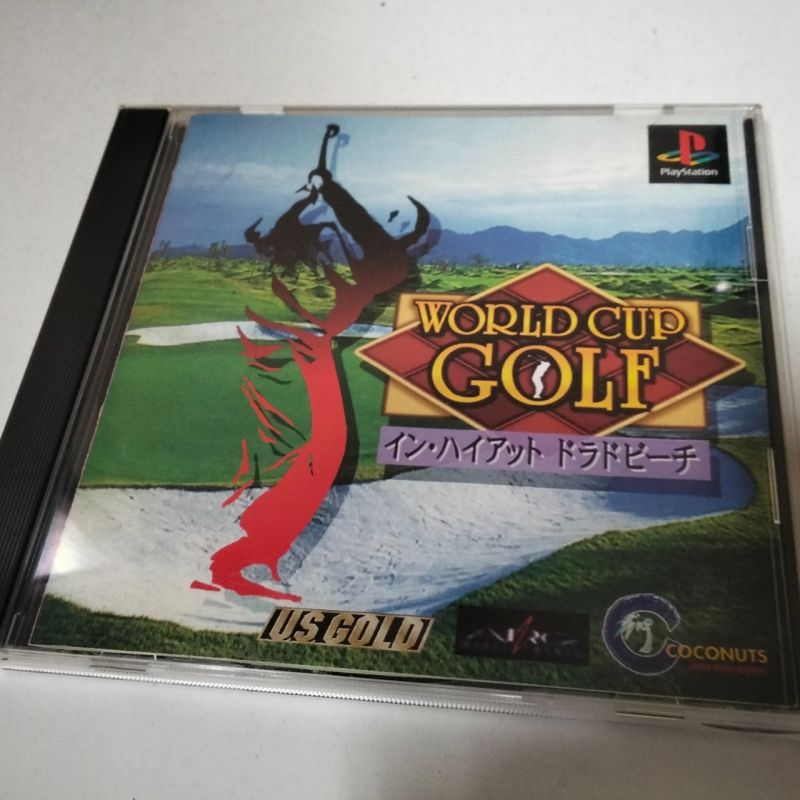 PlayStation
WORLD CUP
GOLF
イン・ハイアット ドラドビーチ
U.S. GOLD
COCONUTS